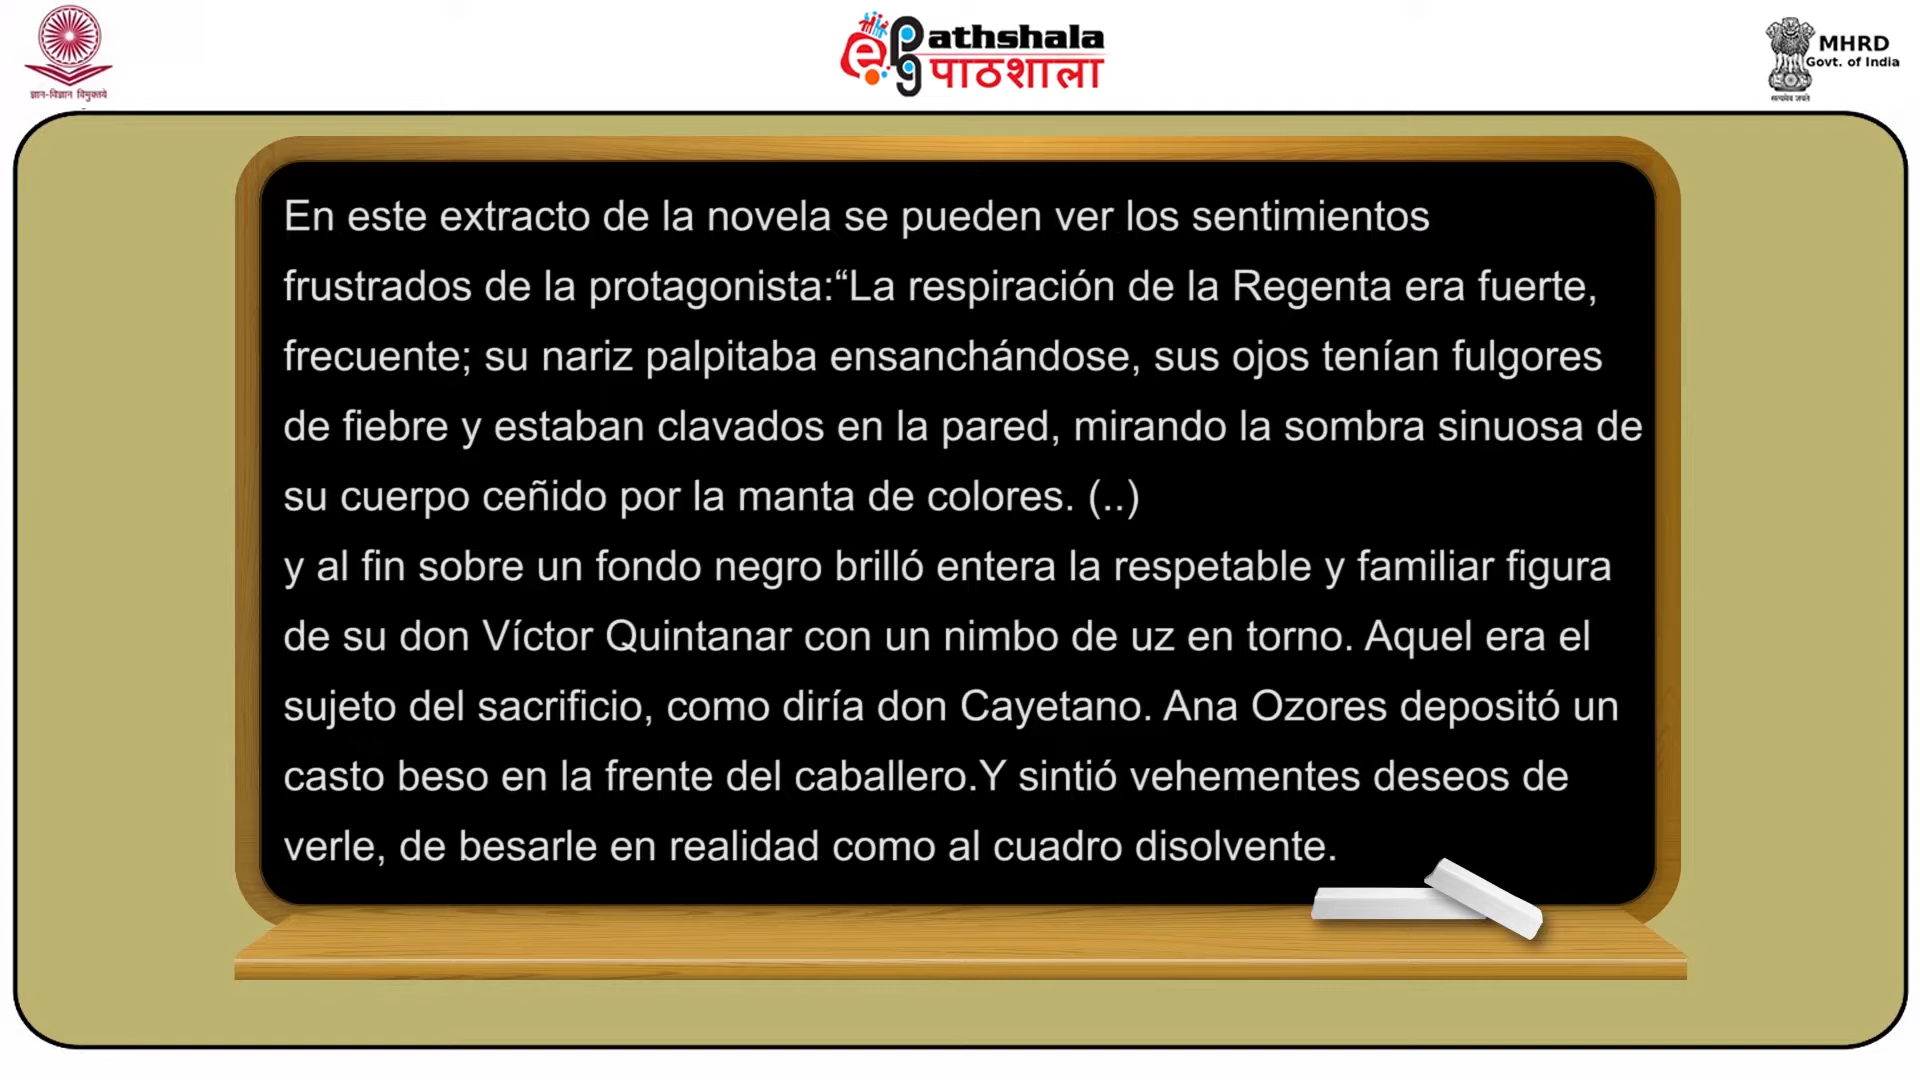 ज्ञान-विज्ञान विमुक्तये
ePg athshala
पाठशाला
MHRD
Govt. of India
सत्यमेव जयते
En este extracto de la novela se pueden ver los sentimientos
frustrados de la protagonista:“La respiración de la Regenta era fuerte,
frecuente; su nariz palpitaba ensanchándose, sus ojos tenían fulgores
de fiebre y estaban clavados en la pared, mirando la sombra sinuosa de
su cuerpo ceñido por la manta de colores. (..)
y al fin sobre un fondo negro brilló entera la respetable y familiar figura
de su don Víctor Quintanar con un nimbo de uz en torno. Aquel era el
sujeto del sacrificio, como diría don Cayetano. Ana Ozores depositó un
casto beso en la frente del caballero.Y sintió vehementes deseos de
verle, de besarle en realidad como al cuadro disolvente.